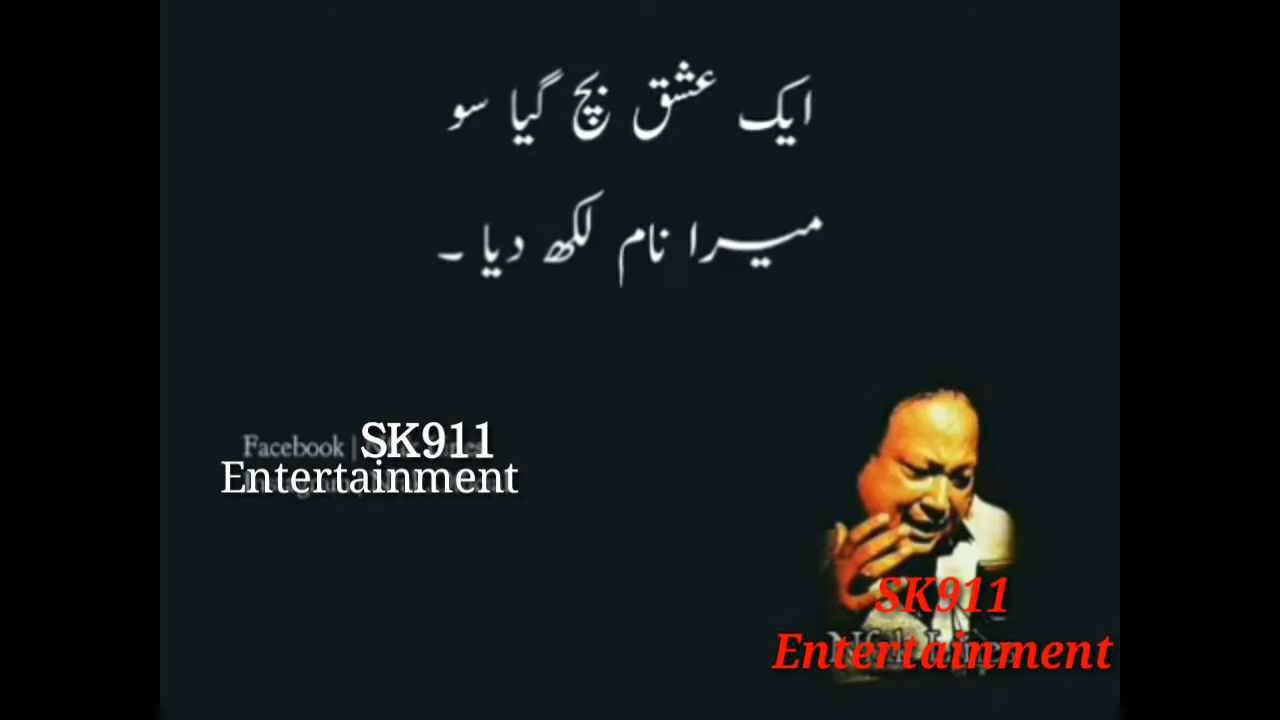 ایک عشق بچ گیا سو
میرا نام لکھ دیا ۔
Facebook |
SK911
Entertainment
SK911
Entertainment